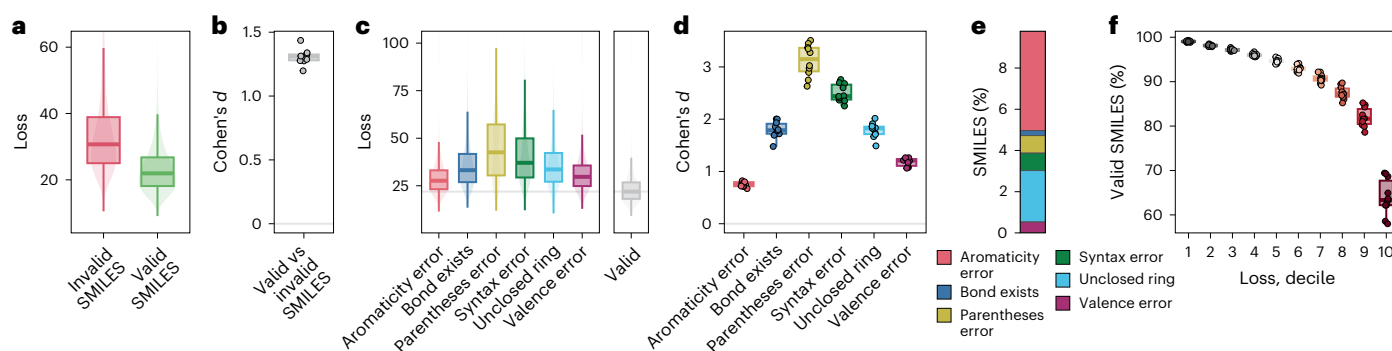 a
Loss
60
40
20
Invalid
SMILES
Valid
SMILES
b
Cohen's d
1.5
1.0
0.5
0
Valid vs
invalid
SMILES
c
Loss
100
75
50
25
Aromaticity error
Bond exists
Parentheses error
Syntax error
Unclosed ring
Valence error
Valid
d
Cohen's d
3
2
1
0
Aromaticity error
Bond exists
Parentheses error
Syntax error
Unclosed ring
Valence error
e
SMILES (%)
8
6
4
2
0
Aromaticity
error
Bond exists
Parentheses
error
Syntax error
Unclosed ring
Valence error
f
Valid SMILES (%)
100
90
80
70
60
1 2 3 4 5 6 7 8 9 10
Loss, decile